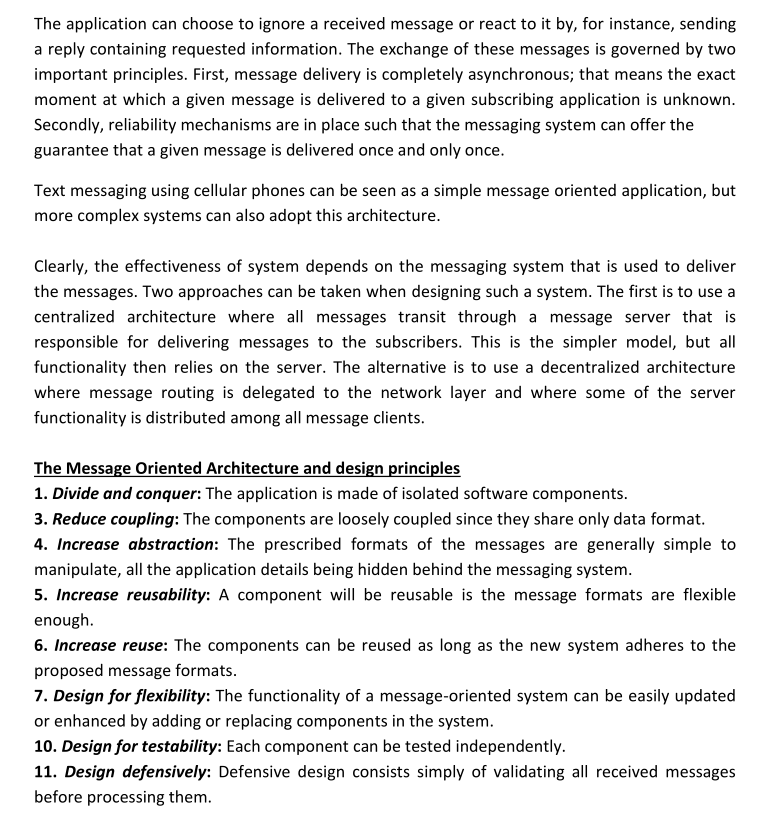 The application can choose to ignore a received message or react to it by, for instance, sending
a reply containing requested information. The exchange of these messages is governed by two
important principles. First, message delivery is completely asynchronous; that means the exact
moment at which a given message is delivered to a given subscribing application is unknown.
Secondly, reliability mechanisms are in place such that the messaging system can offer the
guarantee that a given message is delivered once and only once.
Text messaging using cellular phones can be seen as a simple message oriented application, but
more complex systems can also adopt this architecture.
Clearly, the effectiveness of system depends on the messaging system that is used to deliver
the messages. Two approaches can be taken when designing such a system. The first is to use a
centralized architecture where all messages transit through a message server that is
responsible for delivering messages to the subscribers. This is the simpler model, but all
functionality then relies on the server. The alternative is to use a decentralized architecture
where message routing is delegated to the network layer and where some of the server
functionality is distributed among all message clients.
The Message Oriented Architecture and design principles
1. Divide and conquer: The application is made of isolated software components.
3. Reduce coupling: The components are loosely coupled since they share only data format.
4. Increase abstraction: The prescribed formats of the messages are generally simple to
manipulate, all the application details being hidden behind the messaging system.
5. Increase reusability: A component will be reusable is the message formats are flexible
enough.
6. Increase reuse: The components can be reused as long as the new system adheres to the
proposed message formats.
7. Design for flexibility: The functionality of a message-oriented system can be easily updated
or enhanced by adding or replacing components in the system.
10. Design for testability: Each component can be tested independently.
11. Design defensively: Defensive design consists simply of validating all received messages
before processing them.